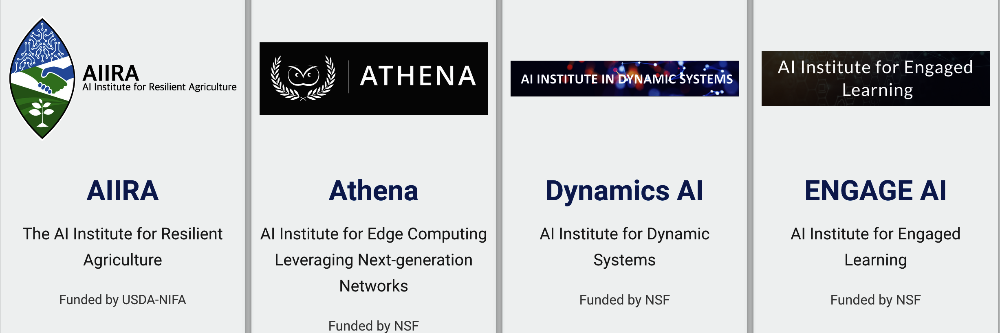 AIIRA
AI Institute for Resilient Agriculture
AIIRA
The AI Institute for Resilient
Agriculture
Funded by USDA-NIFA
ATHENA
Athena
AI Institute for Edge Computing
Leveraging Next-generation
Networks
Funded by NSF
AI INSTITUTE IN DYNAMIC SYSTEMS
Dynamics AI
AI Institute for Dynamic
Systems
Funded by NSF
AI Institute for Engaged
Learning
ENGAGE AI
AI Institute for Engaged
Learning
Funded by NSF